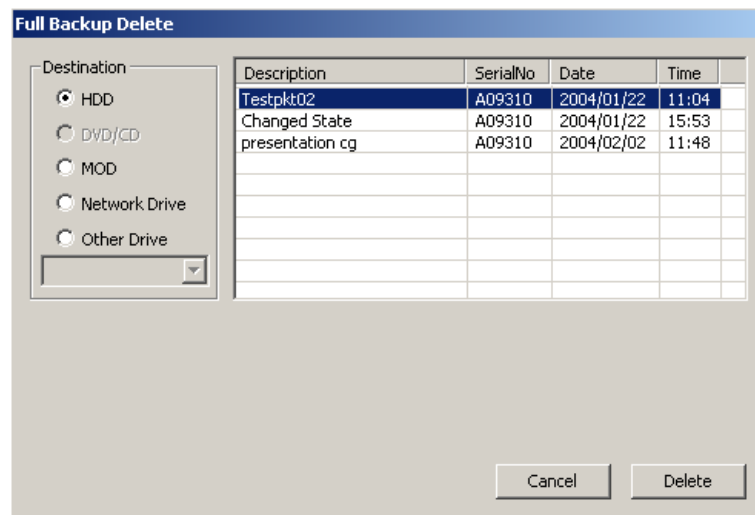 Full Backup Delete
Destination
HDD
DVD/CD
MOD
Network Drive
Other Drive
Description SerialNo Date Time
Testpkt02 A09310 2004/01/22 11:04
Changed State A09310 2004/01/22 15:53
presentation cg A09310 2004/02/02 11:48
Cancel Delete